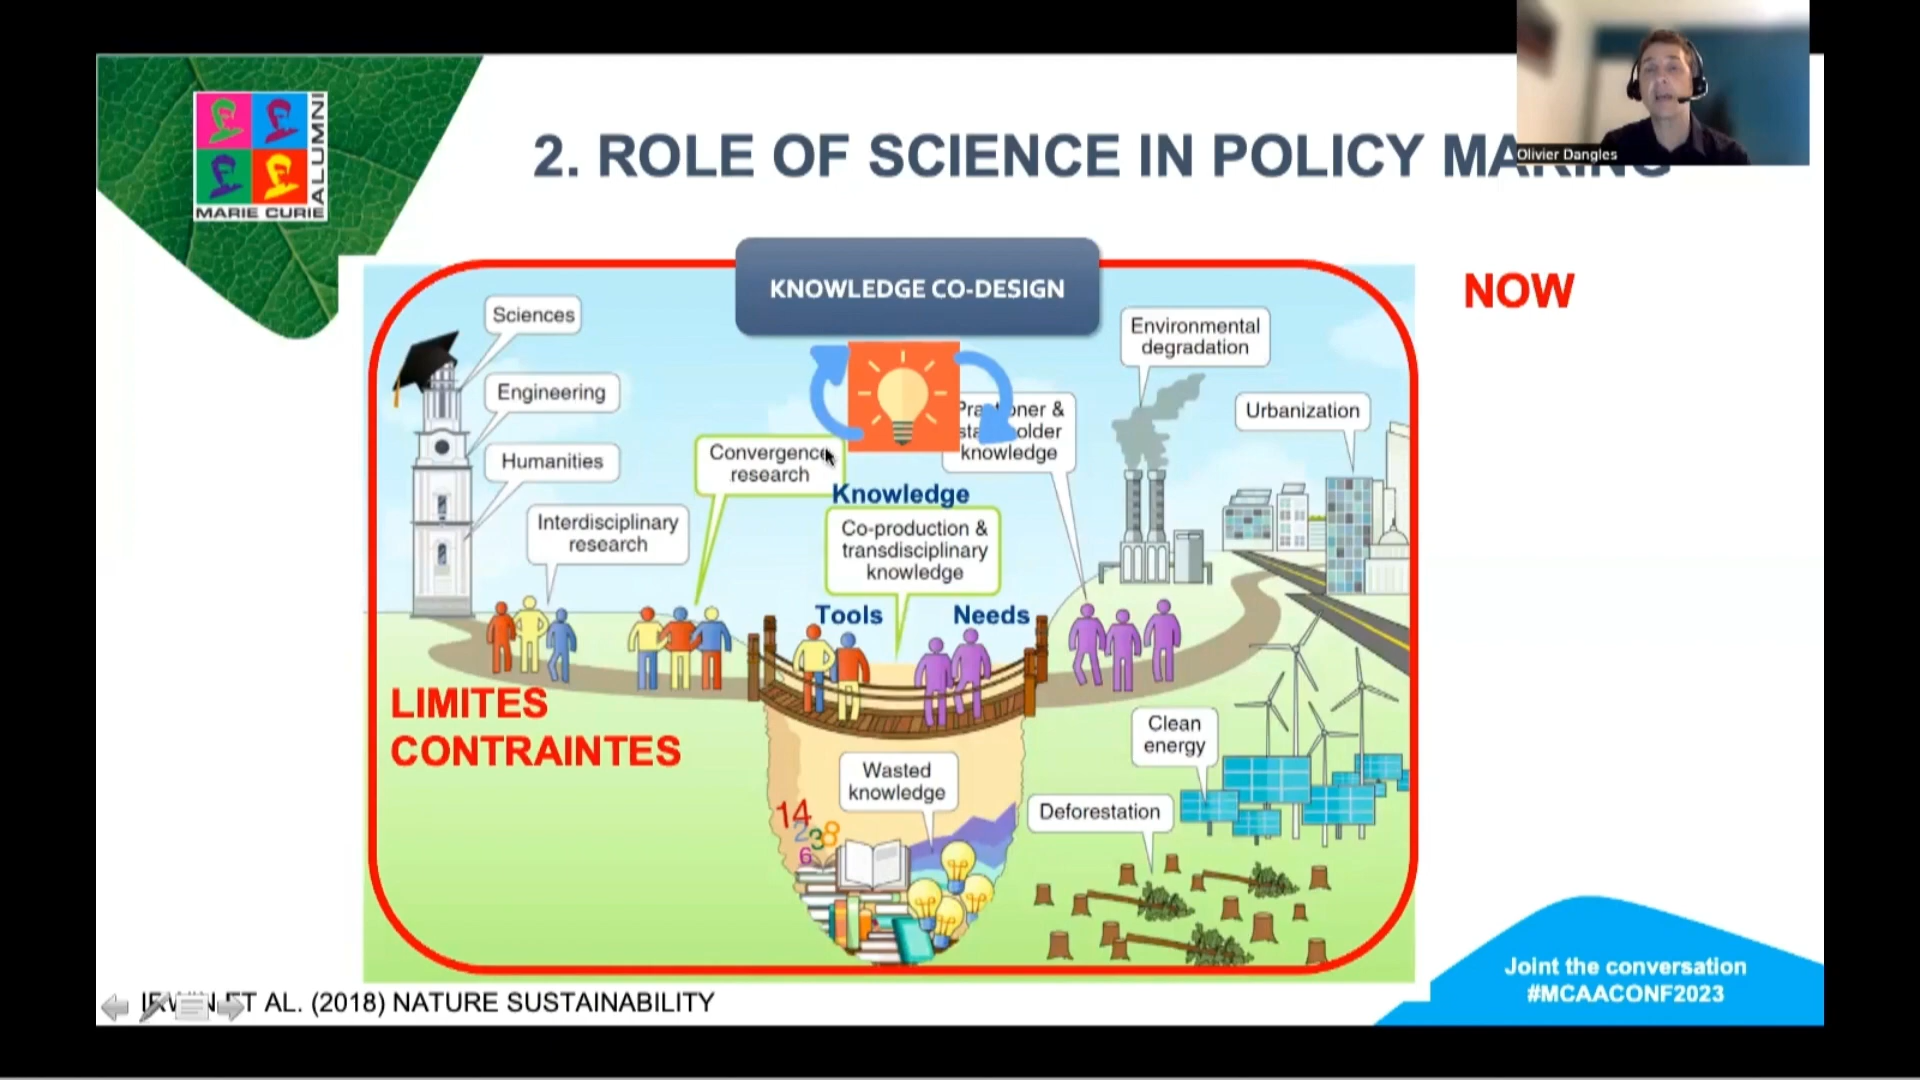 Olivier Dangles
MARIE CURIE
ALUMNI
2. ROLE OF SCIENCE IN POLICY MAKING
KNOWLEDGE CO-DESIGN
NOW
Sciences
Engineering
Humanities
Interdisciplinary
research
Convergence
research
&
knowledge
Knowledge
Co-production &
transdisciplinary
knowledge
Tools
Needs
Environmental
degradation
Urbanization
LIMITES
CONTRAINTES
Wasted
knowledge
14
2
3
8
6
Clean
energy
Deforestation
ET AL. (2018) NATURE SUSTAINABILITY
Joint the conversation
#MCAACONF2023